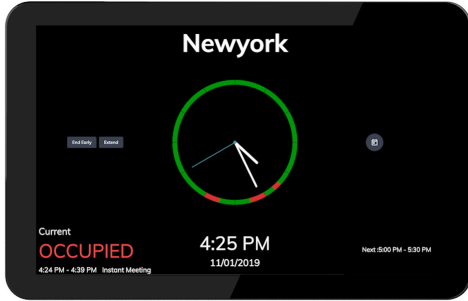 Newyork
End Early Extend
Current
OCCUPIED
4:24 PM - 4:39 PM Instant Meeting
4:25 PM
11/01/2019
Next :5:00 PM - 5:30 PM